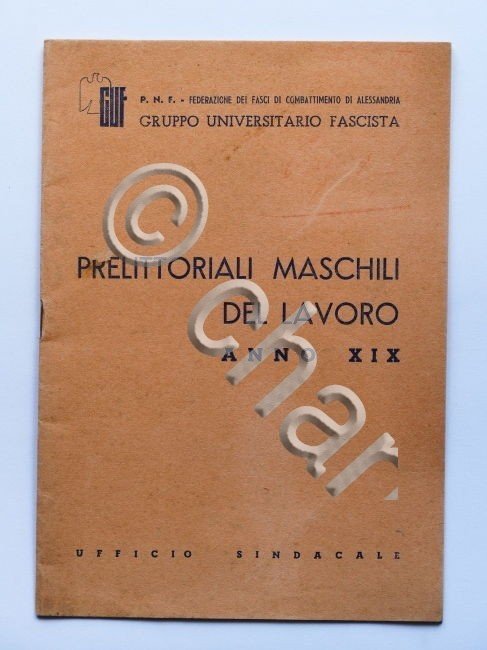 GUF
P. N. F. - FEDERAZIONE DEI FASCI DI COMBATTIMENTO DI ALESSANDRIA
GRUPPO UNIVERSITARIO FASCISTA
PRELITTORIALI MASCHILI
DEL LAVORO
ANNO XIX
UFFICIO SINDACALE
© char